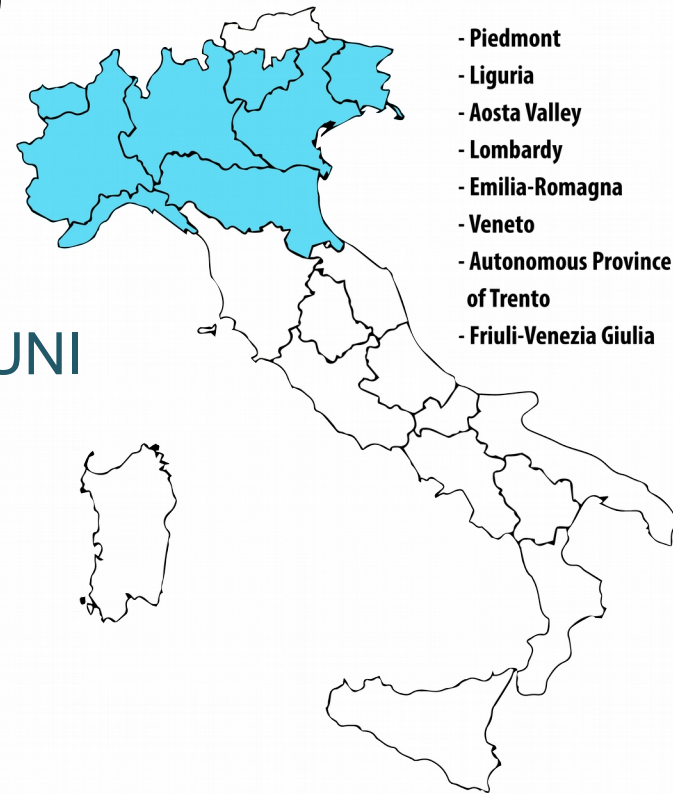 - Piedmont
- Liguria
- Aosta Valley
- Lombardy
- Emilia-Romagna
- Veneto
- Autonomous Province
of Trento
- Friuli-Venezia Giulia
UNI